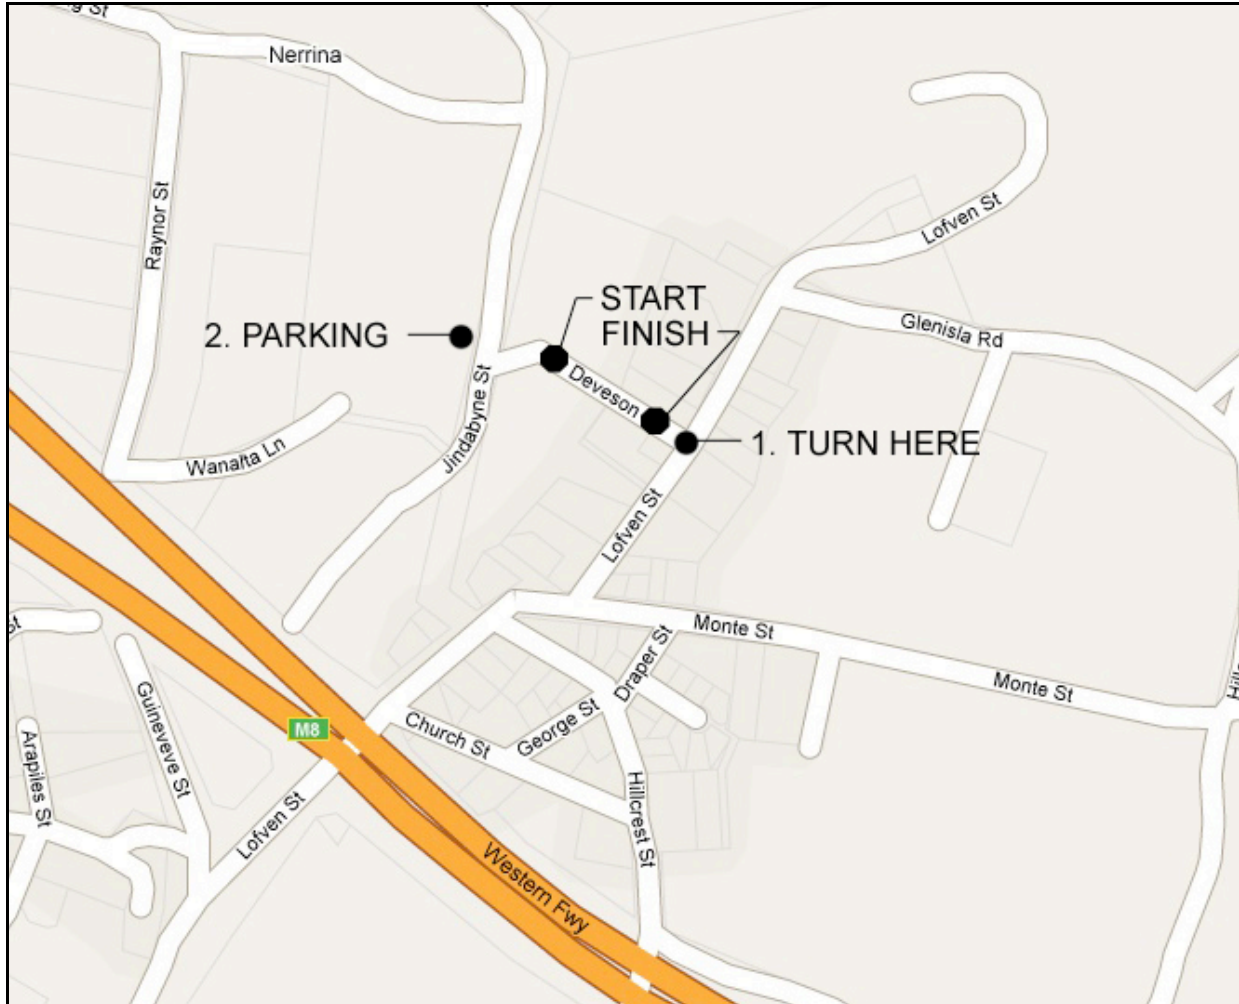 Nerrina
Raynor St
Lofven St
START
FINISH
2. PARKING
Glenisla Rd
Deveson
Jindabyne St
1. TURN HERE
Wanalta Ln
Lofven St
Monte St
Draper St
Monte St
Guineveve St
George St
Church St
M8
Arapiles St
Hillcrest St
Lofven St
Western Fwy
St